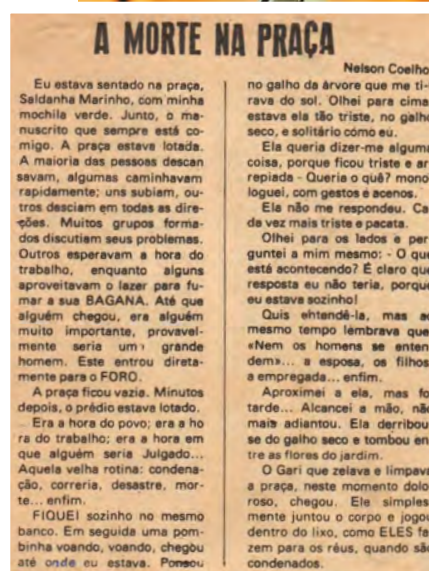 A MORTE NA PRAÇA
Nelson Coelho
Eu estava sentado na praça,
Saldanha Marinho, com minha
mochila verde. Junto, o ma-
nuscrito que sempre está co-
migo. A praça estava lotada.
A maioria das pessoas descan
savam, algumas caminhavam
rapidamente; uns subiam, ou-
tros desciam em todas as dire-
ções. Muitos grupos forma-
dos discutiam seus problemas.
Outros esperavam a hora do
trabalho, enquanto alguns
aproveitavam o lazer para fu-
mar a sua BAGANA. Até que
alguém chegou, era alguém
muito importante, provavel-
mente seria um grande
homem. Este entrou direta-
mente para o FORO.
A praça ficou vazia. Minutos
depois, o prédio estava lotado.
Era a hora do povo; era a ho
ra do trabalho; era a hora em
que alguém seria Julgado...
Aquela velha rotina: condena-
ção, correria, desastre, mor-
te... enfim.
FIQUEI sozinho no mesmo
banco. Em seguida uma pom-
binha voando, voando, chegou
até onde eu estava. Pousou
no galho da árvore que me ti-
rava do sol. Olhei para cima
estava ela tão triste, no galho
seco, e solitário cómo eu.
Ela queria dizer-me alguma
coisa, porque ficou triste e ar
repiada - Queria o quê? mono
loguei, com gestos e acenos.
Ela não me respondeu. Ca
da vez mais triste e pacata.
Olhei para os lados e per
guntei a mim mesmo: - O que
está acontecendo? É claro que
resposta eu não teria, porque
eu estava sozinho!
Quis ehtendê-la, mas ao
mesmo tempo lembrava que
«Nem os homens se enten
dem»... a esposa, os filhos
a empregada... enfim.
Aproximei a ela, mas fo
tarde... Alcancei a mão, não
mais adiantou. Ela derribou
se do galho seco e tombou en
tre as flores do jardim.
O Gari que zelava e limpava
a praça, neste momento dolo
roso, chegou. Ele simples
mente juntou o corpo e jogou
dentro do lixo, como ELES fa
zem para os réus, quando são
condenados.